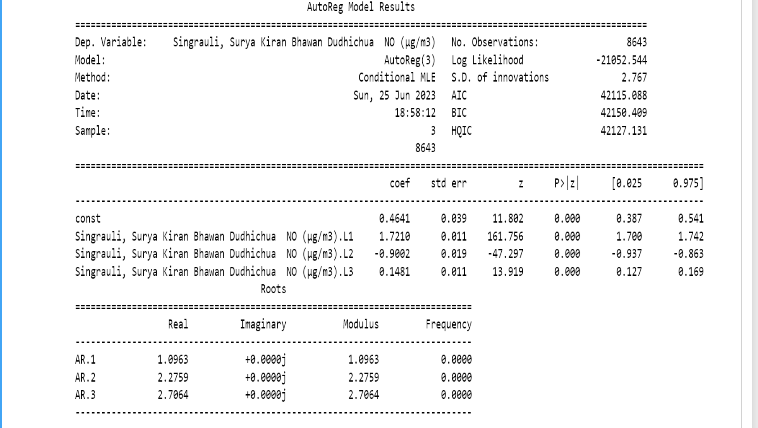 AutoReg Model Results
==============================================================================
Dep. Variable: Singrauli, Surya Kiran Bhawan Dudhichua NO (µg/m3) No. Observations: 8643
Model: AutoReg(3) Log Likelihood -21052.544
Method: Conditional MLE S.D. of innovations 2.767
Date: Sun, 25 Jun 2023 AIC 42115.088
Time: 18:58:12 BIC 42150.409
Sample: 3 HQIC 42127.131
8643
==============================================================================
coef std err z P>|z| [0.025 0.975]
------------------------------------------------------------------------------
const 0.4641 0.039 11.802 0.000 0.387 0.541
Singrauli, Surya Kiran Bhawan Dudhichua NO (µg/m3).L1 1.7210 0.011 161.756 0.000 1.700 1.742
Singrauli, Surya Kiran Bhawan Dudhichua NO (µg/m3).L2 -0.9002 0.019 -47.297 0.000 -0.937 -0.863
Singrauli, Surya Kiran Bhawan Dudhichua NO (µg/m3).L3 0.1481 0.011 13.919 0.000 0.127 0.169
Roots
==============================================================================
Real Imaginary Modulus Frequency
------------------------------------------------------------------------------
AR.1 1.0963 +0.0000j 1.0963 0.0000
AR.2 2.2759 +0.0000j 2.2759 0.0000
AR.3 2.7064 +0.0000j 2.7064 0.0000
------------------------------------------------------------------------------